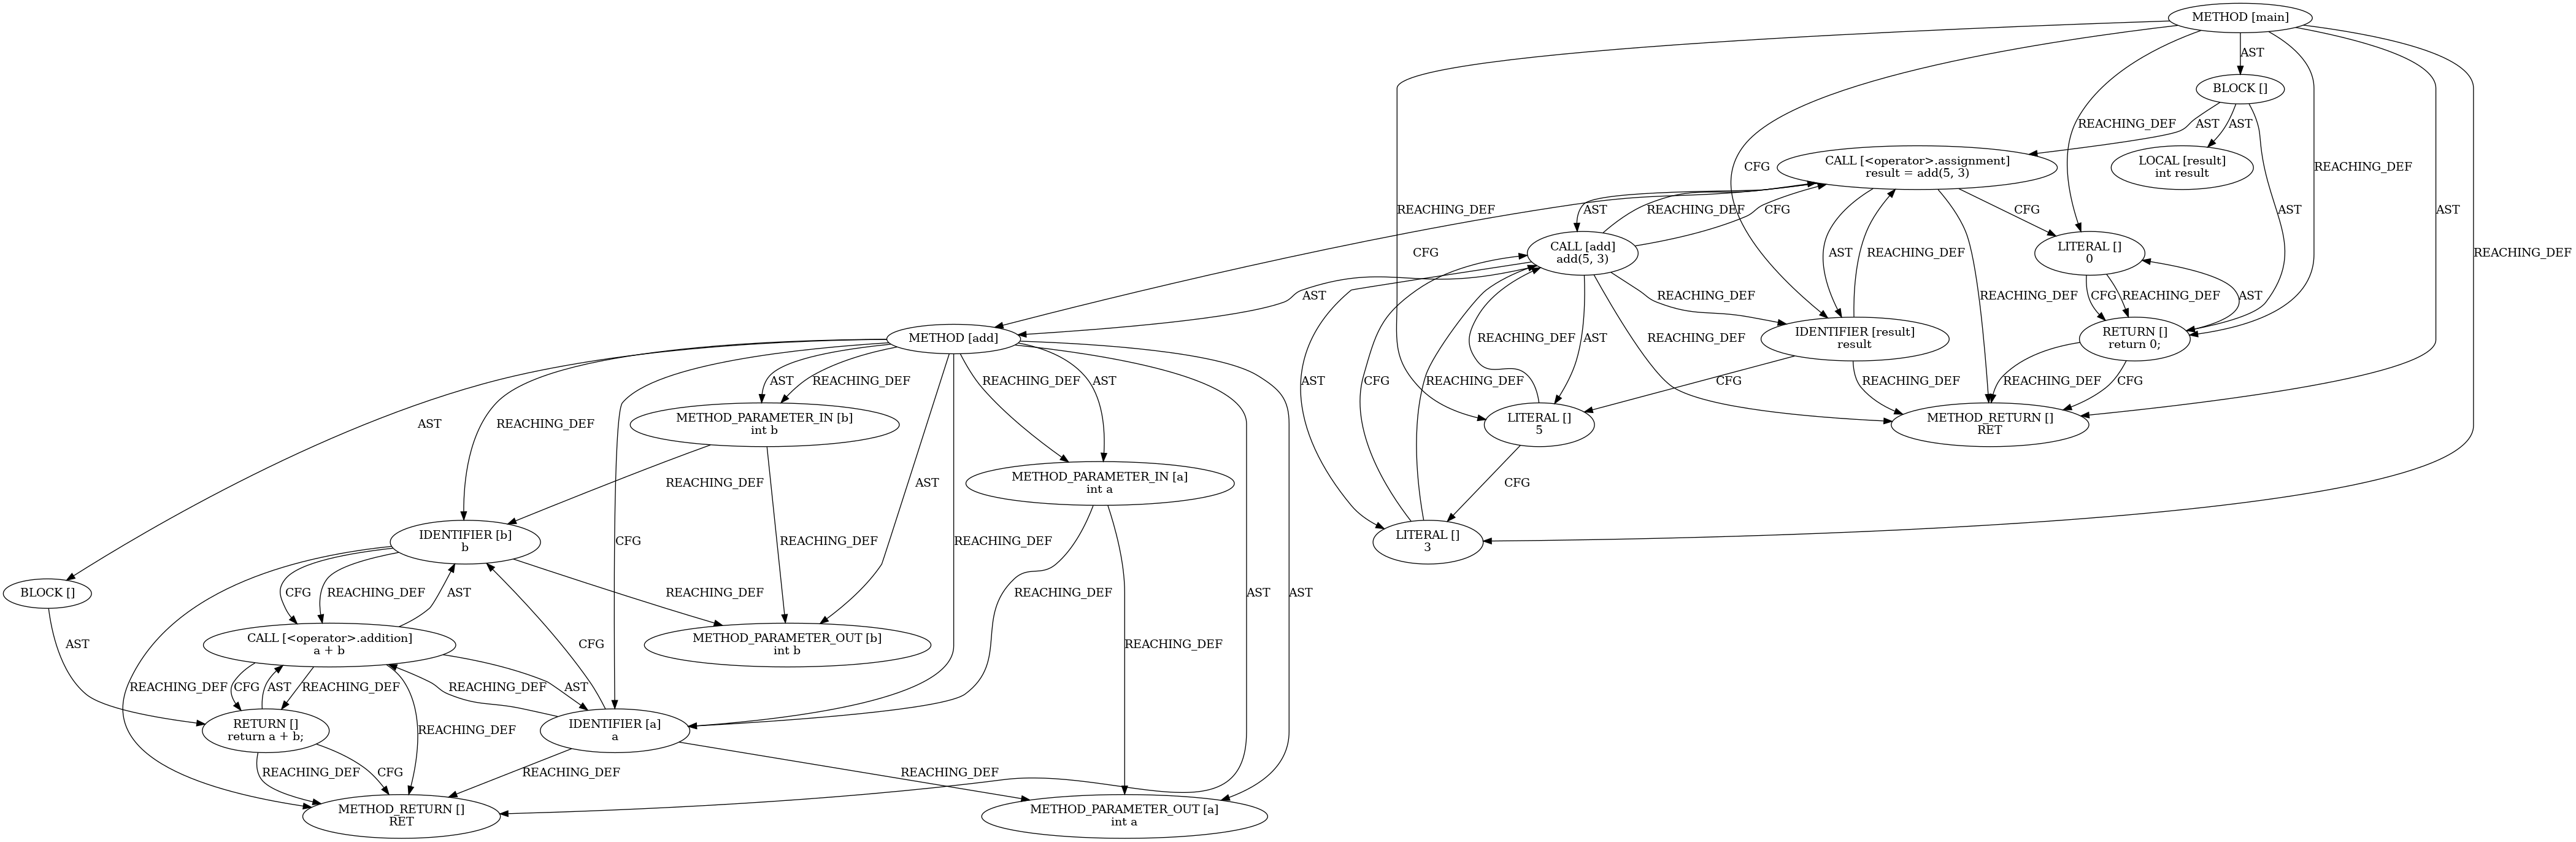 METHOD [main]
AST
BLOCK []
REACHING_DEF
AST
AST
CALL [<operator>.assignment]
result = add(5, 3)
LOCAL [result]
int result
CFG
REACHING_DEF
REACHING_DEF
AST
REACHING_DEF
CFG
CFG
AST
AST
CALL [add]
add(5, 3)
LITERAL []
0
CFG
AST
REACHING_DEF
REACHING_DEF
AST
REACHING_DEF
REACHING_DEF
CFG
REACHING_DEF
AST
METHOD [add]
REACHING_DEF
AST
REACHING_DEF
IDENTIFIER [result]
result
RETURN []
return 0;
AST
REACHING_DEF
REACHING_DEF
AST
AST
CFG
REACHING_DEF
CFG
REACHING_DEF
REACHING_DEF
CFG
METHOD_PARAMETER_IN [b]
int b
LITERAL []
5
METHOD_RETURN []
RET
AST
REACHING_DEF
METHOD_PARAMETER_IN [a]
int a
REACHING_DEF
AST
CFG
IDENTIFIER [b]
b
CFG
REACHING_DEF
REACHING_DEF
LITERAL []
3
BLOCK []
CFG
REACHING_DEF
AST
CFG
REACHING_DEF
REACHING_DEF
AST
AST
AST
CALL [<operator>.addition]
a + b
METHOD_PARAMETER_OUT [b]
int b
REACHING_DEF
REACHING_DEF
CFG
AST
REACHING_DEF
REACHING_DEF
AST
RETURN []
return a + b;
REACHING_DEF
IDENTIFIER [a]
a
REACHING_DEF
CFG
REACHING_DEF
REACHING_DEF
METHOD_RETURN []
RET
METHOD_PARAMETER_OUT [a]
int a